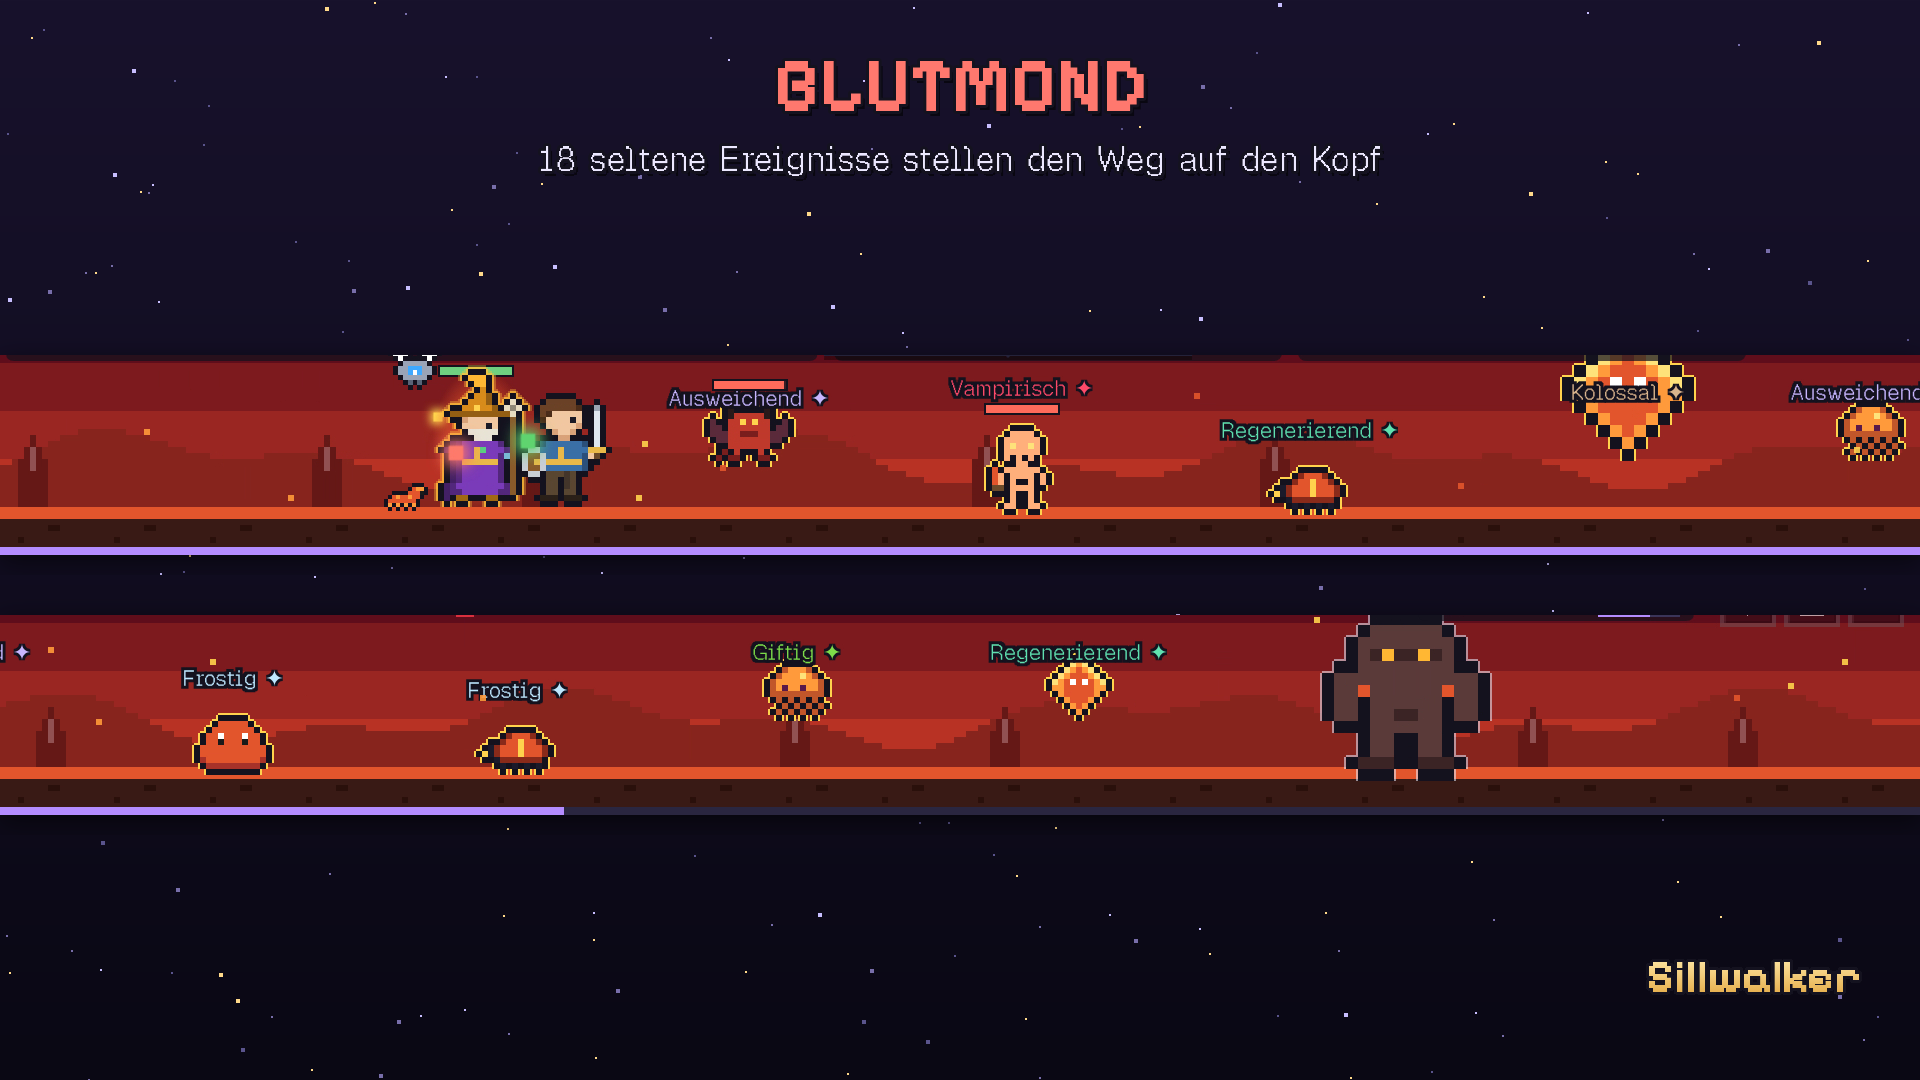 BLUTMOND
18 seltene Ereignisse stellen den Weg auf den Kopf
Ausweichend
Vampirisch
Regenerierend
Kolossal
Ausweichend
d
Frostig
Frostig
Giftig
Regenerierend
Sillwalker